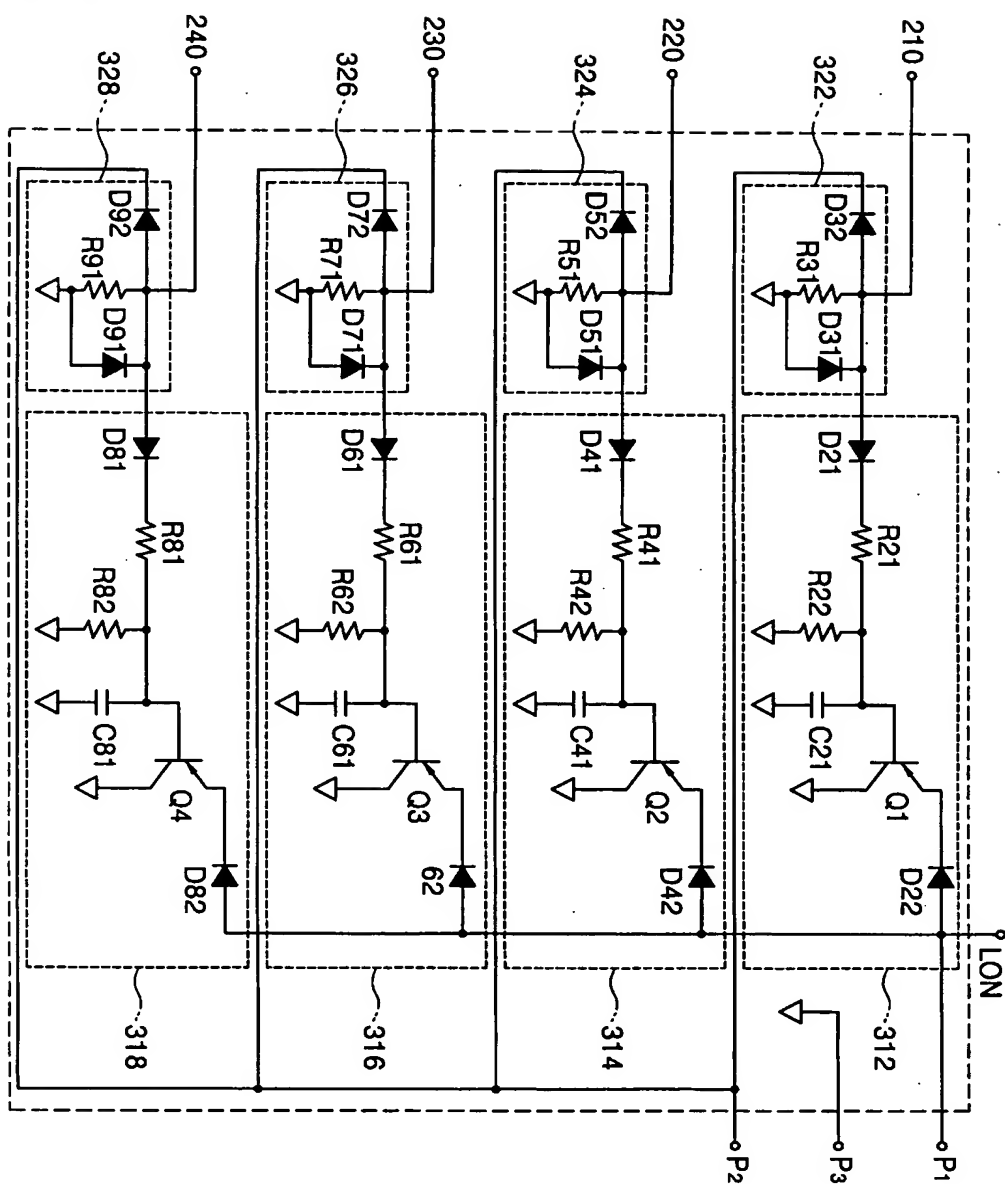 210
322
D32
R31
D31
D21
R21
R22
C21
Q1
D22
312
LON
P1
P3
P2
220
324
D52
R51
D51
D41
R41
R42
C41
Q2
D42
314
230
326
D72
R71
D71
D61
R61
R62
C61
Q3
62
316
240
328
D92
R91
D91
D81
R81
R82
C81
Q4
D82
318